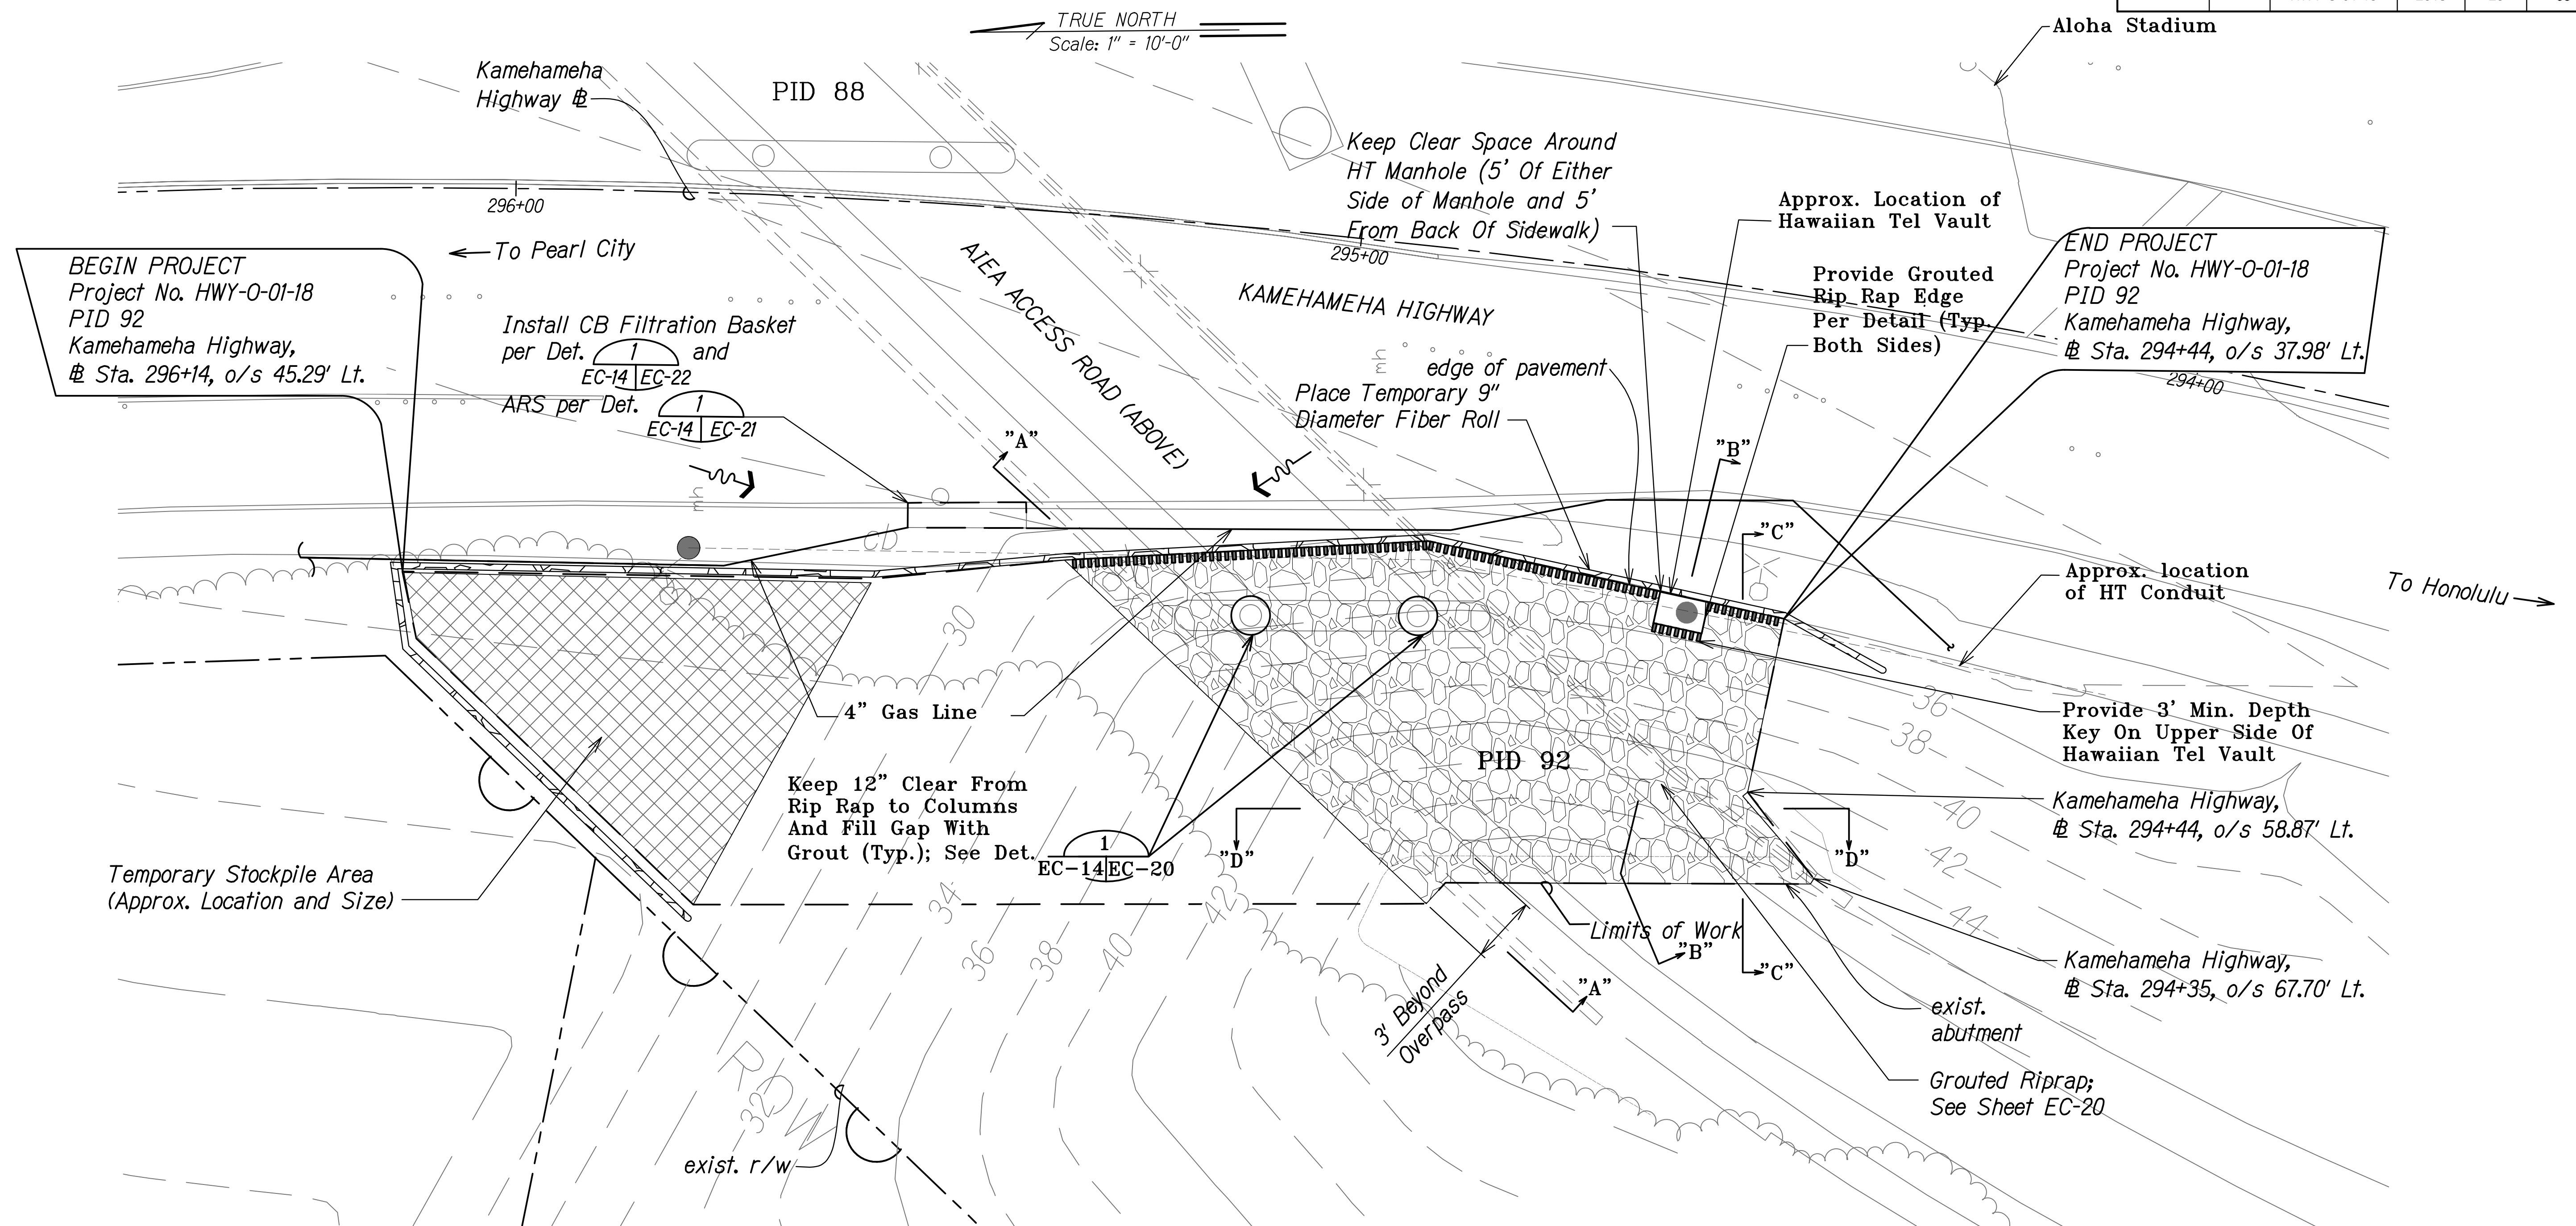 TRUE NORTH
Scale: 1" = 10'-0"
Aloha Stadium
Kamehameha
Highway ⅊
PID 88
296+00
To Pearl City
BEGIN PROJECT
Project No. HWY-O-01-18
PID 92
Kamehameha Highway,
⅊ Sta. 296+14, o/s 45.29' Lt.
Install CB Filtration Basket
per Det. 1 and
EC-14 EC-22
ARS per Det. 1
EC-14 EC-21
AIEA ACCESS ROAD (ABOVE)
KAMEHAMEHA HIGHWAY
295+00
Keep Clear Space Around
HT Manhole (5' Of Either
Side of Manhole and 5'
From Back Of Sidewalk)
Approx. Location of
Hawaiian Tel Vault
Provide Grouted
Rip Rap Edge
Per Detail (Typ.
Both Sides)
END PROJECT
Project No. HWY-O-01-18
PID 92
Kamehameha Highway,
⅊ Sta. 294+44, o/s 37.98' Lt.
294+00
edge of pavement
Place Temporary 9"
Diameter Fiber Roll
"A"
"B"
"C"
cb
Approx. location
of HT Conduit
To Honolulu
30
4" Gas Line
36
38
40
42
44
Provide 3' Min. Depth
Key On Upper Side Of
Hawaiian Tel Vault
PID 92
Kamehameha Highway,
⅊ Sta. 294+44, o/s 58.87' Lt.
Keep 12" Clear From
Rip Rap to Columns
And Fill Gap With
Grout (Typ.); See Det. 1
EC-14 EC-20
"D"
"D"
Temporary Stockpile Area
(Approx. Location and Size)
32
34
36
38
40
42
Limits of Work
"B"
"C"
"A"
3' Beyond
Overpass
Kamehameha Highway,
⅊ Sta. 294+35, o/s 67.70' Lt.
exist.
abutment
Grouted Riprap;
See Sheet EC-20
ROW
exist. r/w